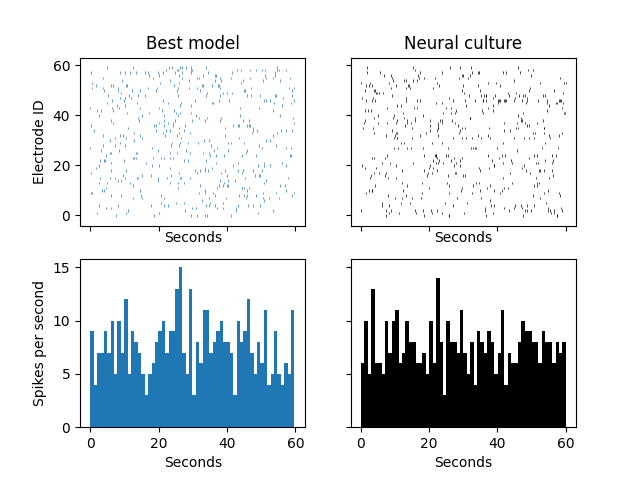 Best model
Neural culture
60
40
20
0
Electrode ID
Seconds
Seconds
15
10
5
0
Spikes per second
0 20 40 60
0 20 40 60
Seconds
Seconds